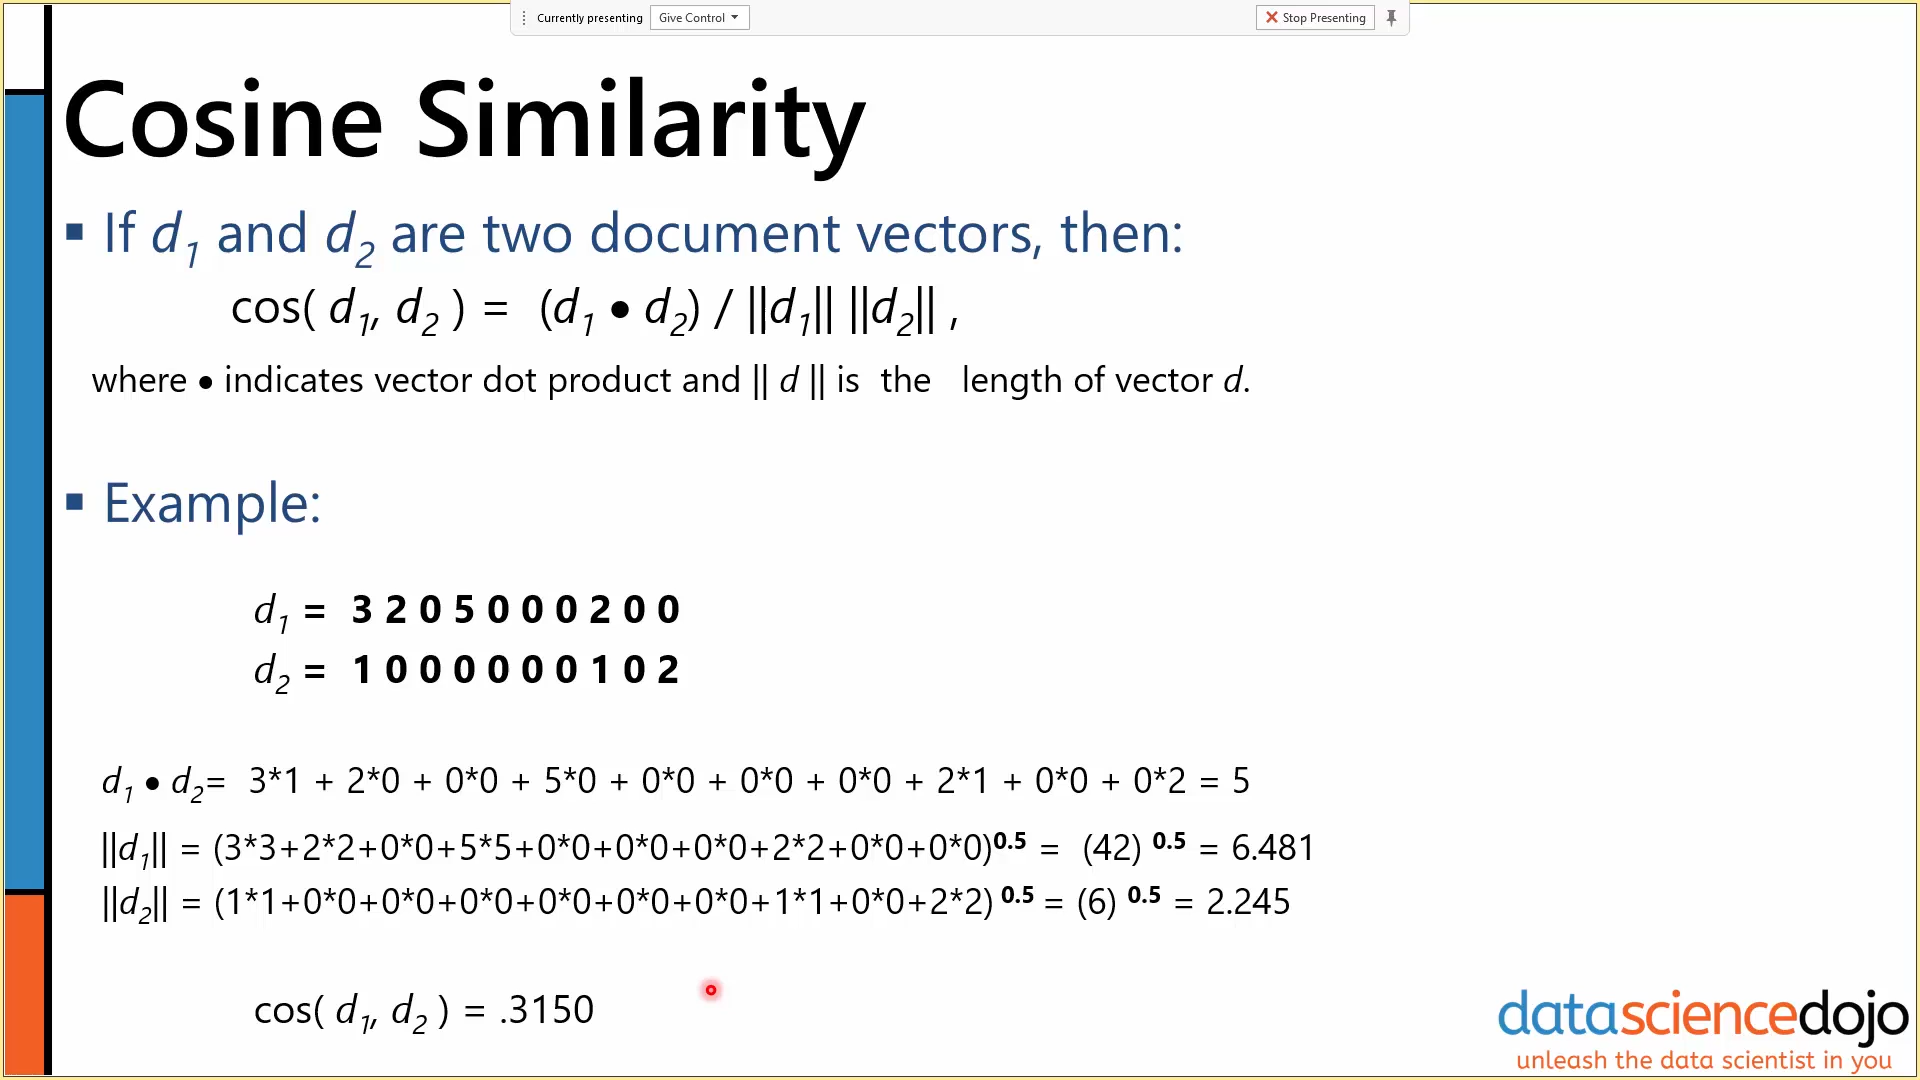 Currently presenting Give Control Stop Presenting
Cosine Similarity
▪ If d₁ and d₂ are two document vectors, then:
cos( d₁, d₂ ) = (d₁ • d₂) / ||d₁|| ||d₂|| ,
where • indicates vector dot product and || d || is the length of vector d.
▪ Example:
d₁ = 3 2 0 5 0 0 0 2 0 0
d₂ = 1 0 0 0 0 0 0 1 0 2
d₁ • d₂= 3*1 + 2*0 + 0*0 + 5*0 + 0*0 + 0*0 + 0*0 + 2*1 + 0*0 + 0*2 = 5
||d₁|| = (3*3+2*2+0*0+5*5+0*0+0*0+0*0+2*2+0*0+0*0)^0.5 = (42) ^0.5 = 6.481
||d₂|| = (1*1+0*0+0*0+0*0+0*0+0*0+0*0+1*1+0*0+2*2) ^0.5 = (6) ^0.5 = 2.245
cos( d₁, d₂ ) = .3150
datasciencedojo
unleash the data scientist in you